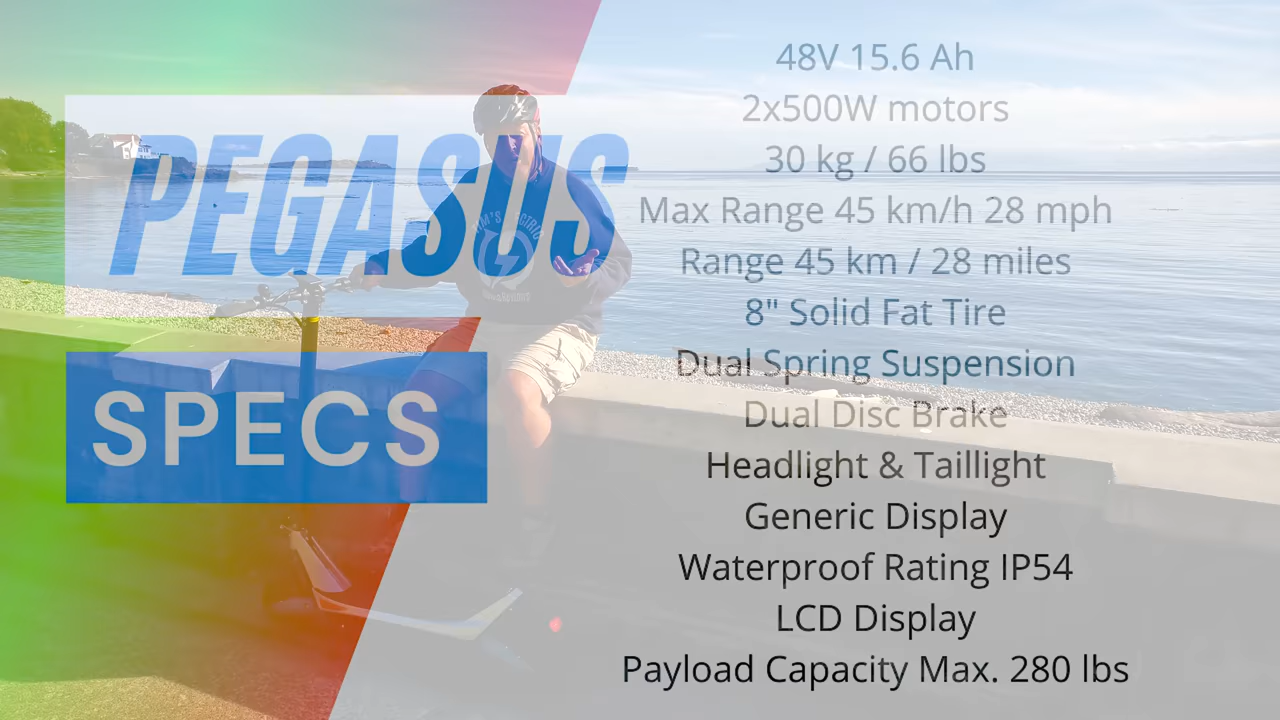 PEGASUS
SPECS
48V 15.6 Ah
2x500W motors
30 kg / 66 lbs
Max Range 45 km/h 28 mph
Range 45 km / 28 miles
8" Solid Fat Tire
Dual Spring Suspension
Dual Disc Brake
Headlight & Taillight
Generic Display
Waterproof Rating IP54
LCD Display
Payload Capacity Max. 280 lbs